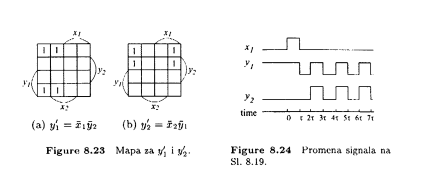 x1 x1
1 1 1 1
1 1
y2 y2
y1 y1
1 1
x2 x2
(a) y′1 = x̄1ȳ2 (b) y′2 = x̄2ȳ1
Figure 8.23 Mapa za y′1 i y′2.
x1
y1
y2
time 0 τ 2τ 3τ 4τ 5τ 6τ 7τ
Figure 8.24 Promena signala na
Sl. 8.19.